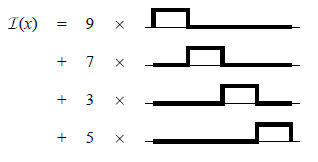 I(x) = 9 ×
+ 7 ×
+ 3 ×
+ 5 ×